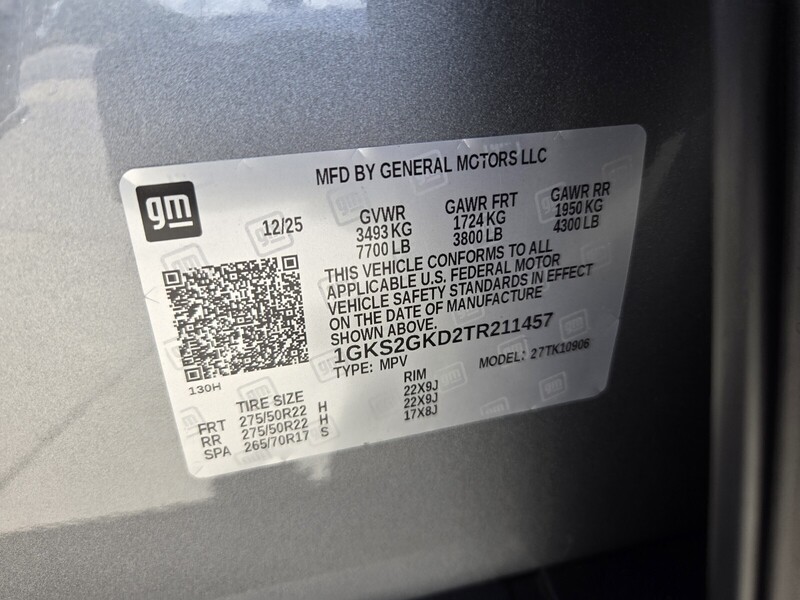 MFD BY GENERAL MOTORS LLC
gm
12/25
GVWR GAWR FRT GAWR RR
3493 KG 1724 KG 1950 KG
7700 LB 3800 LB 4300 LB
THIS VEHICLE CONFORMS TO ALL
APPLICABLE U.S. FEDERAL MOTOR
VEHICLE SAFETY STANDARDS IN EFFECT
ON THE DATE OF MANUFACTURE
SHOWN ABOVE.
1GKS2GKD2TR211457
TYPE: MPV MODEL: 27TK10906
130H
TIRE SIZE RIM
FRT 275/50R22 H 22X9J
RR 275/50R22 H 22X9J
SPA 265/70R17 S 17X8J